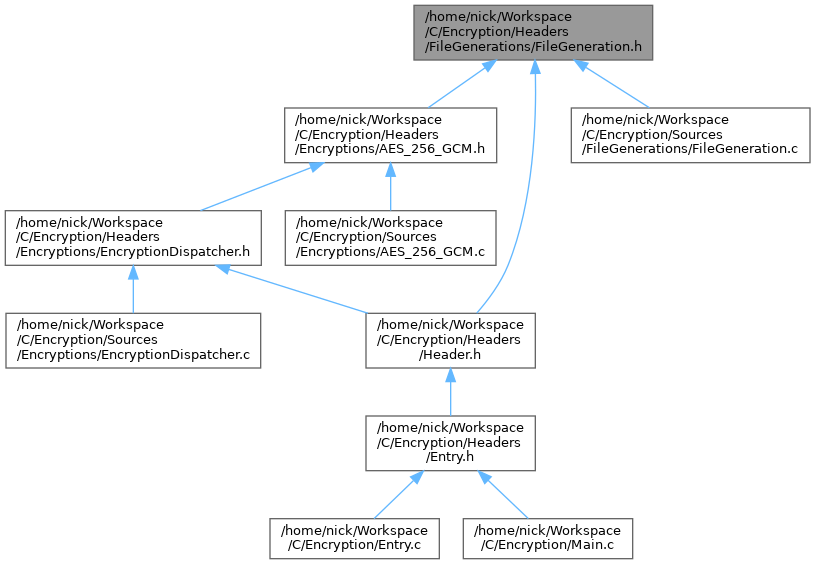 /home/nick/Workspace
/C/Encryption/Headers
/FileGenerations/FileGeneration.h
/home/nick/Workspace
/C/Encryption/Headers
/Encryptions/AES_256_GCM.h
/home/nick/Workspace
/C/Encryption/Sources
/FileGenerations/FileGeneration.c
/home/nick/Workspace
/C/Encryption/Headers
/Encryptions/EncryptionDispatcher.h
/home/nick/Workspace
/C/Encryption/Sources
/Encryptions/AES_256_GCM.c
/home/nick/Workspace
/C/Encryption/Sources
/Encryptions/EncryptionDispatcher.c
/home/nick/Workspace
/C/Encryption/Headers
/Header.h
/home/nick/Workspace
/C/Encryption/Headers
/Entry.h
/home/nick/Workspace
/C/Encryption/Entry.c
/home/nick/Workspace
/C/Encryption/Main.c